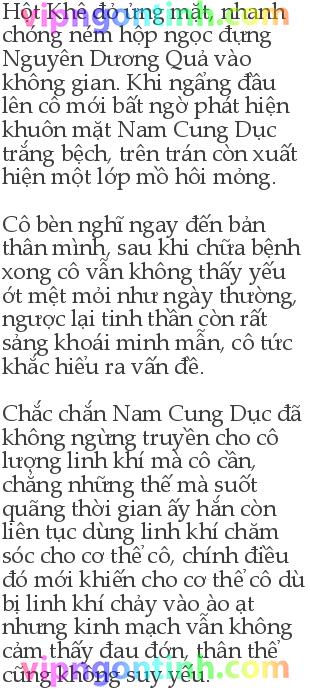 Hột Khê đỏ ửng mặt, nhanh
chóng ném hộp ngọc đựng
Nguyên Dương Quả vào
không gian. Khi ngẩng đầu
lên cô mới bất ngờ phát hiện
khuôn mặt Nam Cung Dục
trắng bệch, trên trán còn xuất
hiện một lớp mồ hôi mỏng.
Cô bèn nghĩ ngay đến bản
thân mình, sau khi chữa bệnh
xong cô vẫn không thấy yếu
ớt mệt mỏi như ngày thường,
ngược lại tinh thần còn rất
sảng khoái minh mẫn, cô tức
khắc hiểu ra vấn đề.
Chắc chắn Nam Cung Dục đã
không ngừng truyền cho cô
lượng linh khí mà cô cần,
chẳng những thế mà suốt
quãng thời gian ấy hắn còn
liên tục dùng linh khí chăm
sóc cho cơ thể cô, chính điều
đó mới khiến cho cơ thể cô dù
bị linh khí chảy vào ào ạt
nhưng kinh mạch vẫn không
cảm thấy đau đớn, thân thể
cũng không suy yếu.
vipngontinh.com
vipngontinh.com